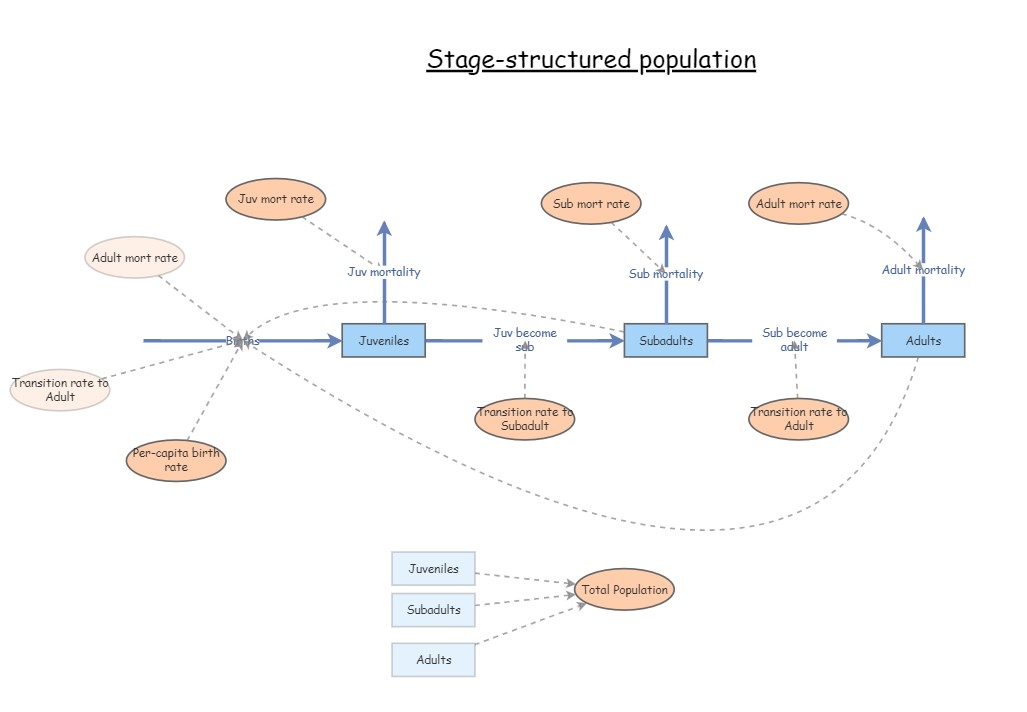 Stage-structured population
Juv mort rate
Sub mort rate
Adult mort rate
Adult mort rate
Juv mortality
Sub mortality
Adult mortality
Births
Juveniles
Juv become
sub
Subadults
Sub become
adult
Adults
Transition rate to
Adult
Transition rate to
Subadult
Transition rate to
Adult
Per-capita birth
rate
Juveniles
Subadults
Adults
Total Population